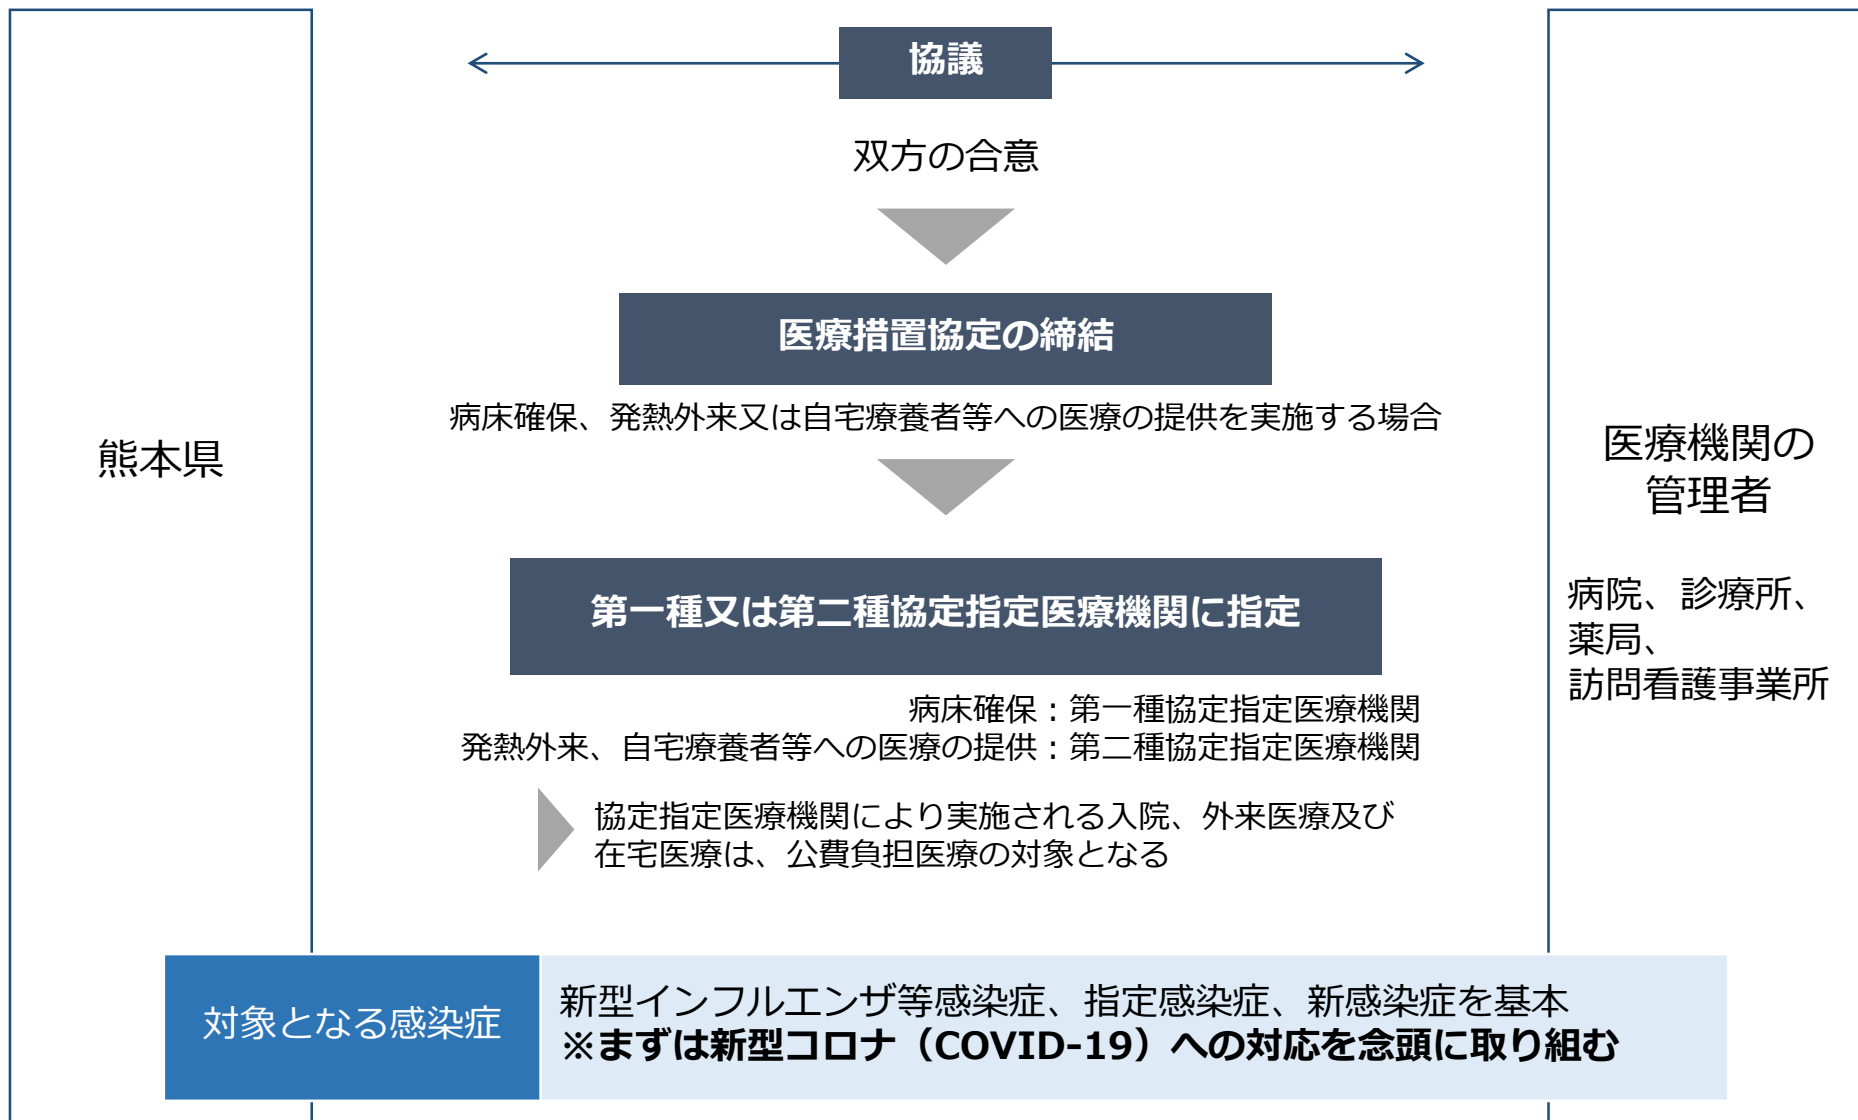 協議
双方の合意
医療措置協定の締結
病床確保、発熱外来又は自宅療養者等への医療の提供を実施する場合
熊本県
医療機関の
管理者
病院、診療所、
薬局、
訪問看護事業所
第一種又は第二種協定指定医療機関に指定
病床確保：第一種協定指定医療機関
発熱外来、自宅療養者等への医療の提供：第二種協定指定医療機関
協定指定医療機関により実施される入院、外来医療及び
在宅医療は、公費負担医療の対象となる
対象となる感染症
新型インフルエンザ等感染症、指定感染症、新感染症を基本
※まずは新型コロナ（COVID-19）への対応を念頭に取り組む